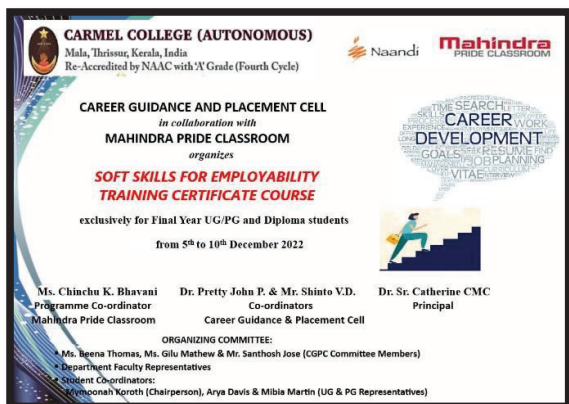 CARMEL COLLEGE (AUTONOMOUS)
Mala, Thrissur, Kerala, India
Re-Accredited by NAAC with 'A' Grade (Fourth Cycle)
Naandi
Mahindra
PRIDE CLASSROOM
CAREER GUIDANCE AND PLACEMENT CELL
in collaboration with
MAHINDRA PRIDE CLASSROOM
organizes
SOFT SKILLS FOR EMPLOYABILITY
TRAINING CERTIFICATE COURSE
exclusively for Final Year UG/PG and Diploma students
from 5th to 10th December 2022
TIME SEARCH LETTER
SKILLS
CAREER WORK
EXPERIENCE
DEVELOPMENT
GOALS RESUME FIND
JOB PLANNING
VITAE INTERVIEW
Ms. Chinchu K. Bhavani
Programme Co-ordinator
Mahindra Pride Classroom
Dr. Pretty John P. & Mr. Shinto V.D.
Co-ordinators
Career Guidance & Placement Cell
Dr. Sr. Catherine CMC
Principal
ORGANIZING COMMITTEE:
• Ms. Beena Thomas, Ms. Gilu Mathew & Mr. Santhosh Jose (CGPC Committee Members)
• Department Faculty Representatives
• Student Co-ordinators:
Mymoonah Koroth (Chairperson), Arya Davis & Mibia Martin (UG & PG Representatives)